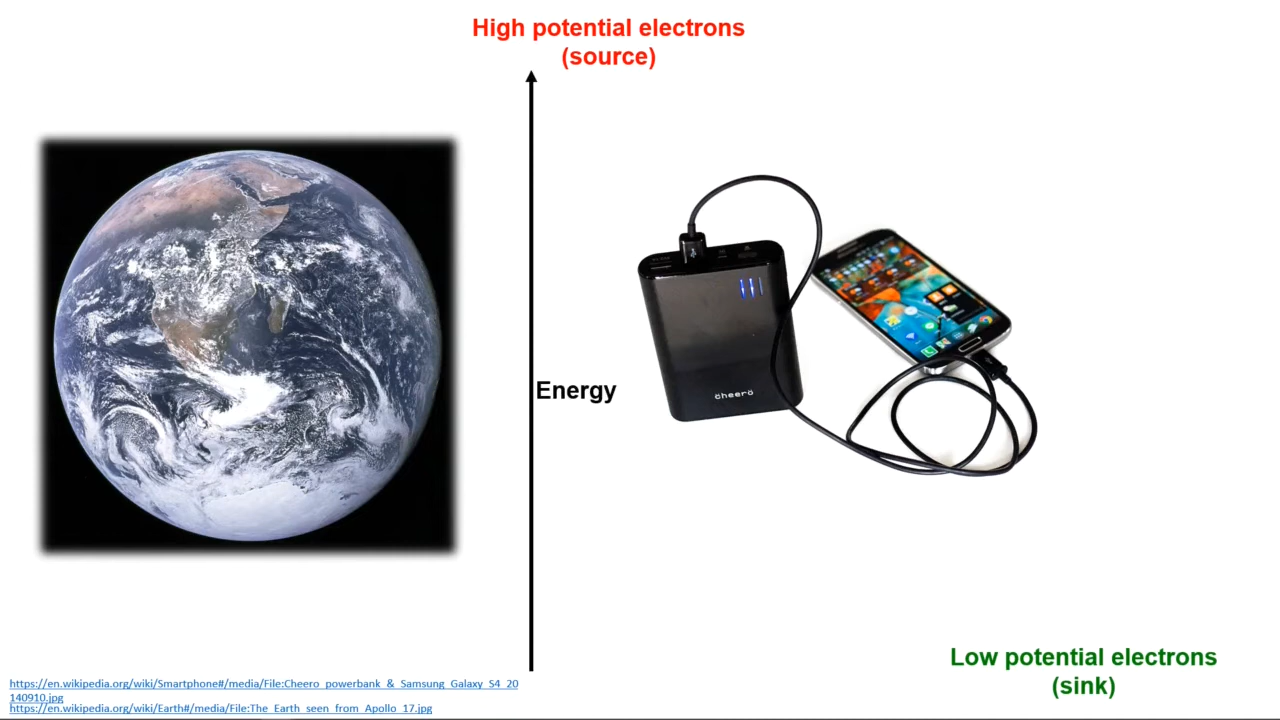 High potential electrons
(source)
Energy
cheero
Low potential electrons
(sink)
https://en.wikipedia.org/wiki/Smartphone#/media/File:Cheero_powerbank_&_Samsung_Galaxy_S4_20
140910.jpg
https://en.wikipedia.org/wiki/Earth#/media/File:The_Earth_seen_from_Apollo_17.jpg